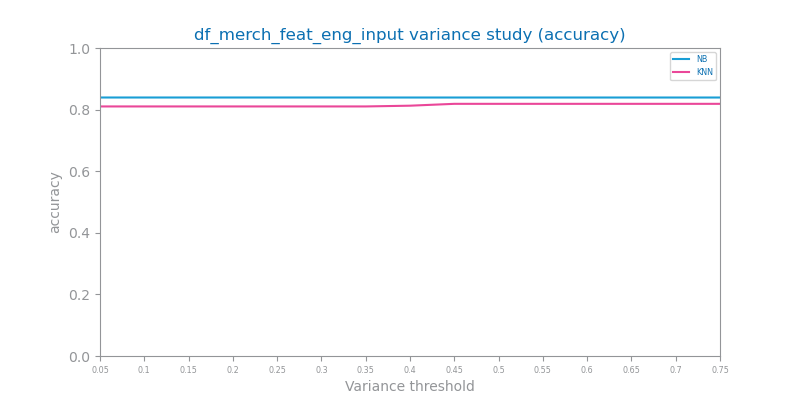 df_merch_feat_eng_input variance study (accuracy)
NB
KNN
accuracy
1.0
0.8
0.6
0.4
0.2
0.0
0.05 0.1 0.15 0.2 0.25 0.3 0.35 0.4 0.45 0.5 0.55 0.6 0.65 0.7 0.75
Variance threshold